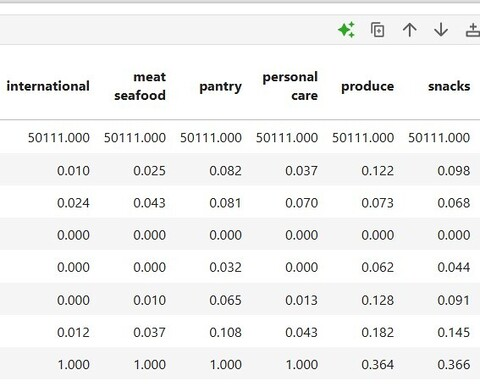 international meat seafood pantry personal care produce snacks
50111.000 50111.000 50111.000 50111.000 50111.000 50111.000
0.010 0.025 0.082 0.037 0.122 0.098
0.024 0.043 0.081 0.070 0.073 0.068
0.000 0.000 0.000 0.000 0.000 0.000
0.000 0.000 0.032 0.000 0.062 0.044
0.000 0.010 0.065 0.013 0.128 0.091
0.012 0.037 0.108 0.043 0.182 0.145
1.000 1.000 1.000 1.000 0.364 0.366